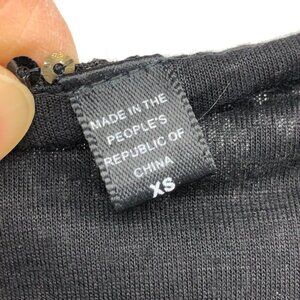 MADE IN THE
PEOPLE'S
REPUBLIC OF
CHINA
XS